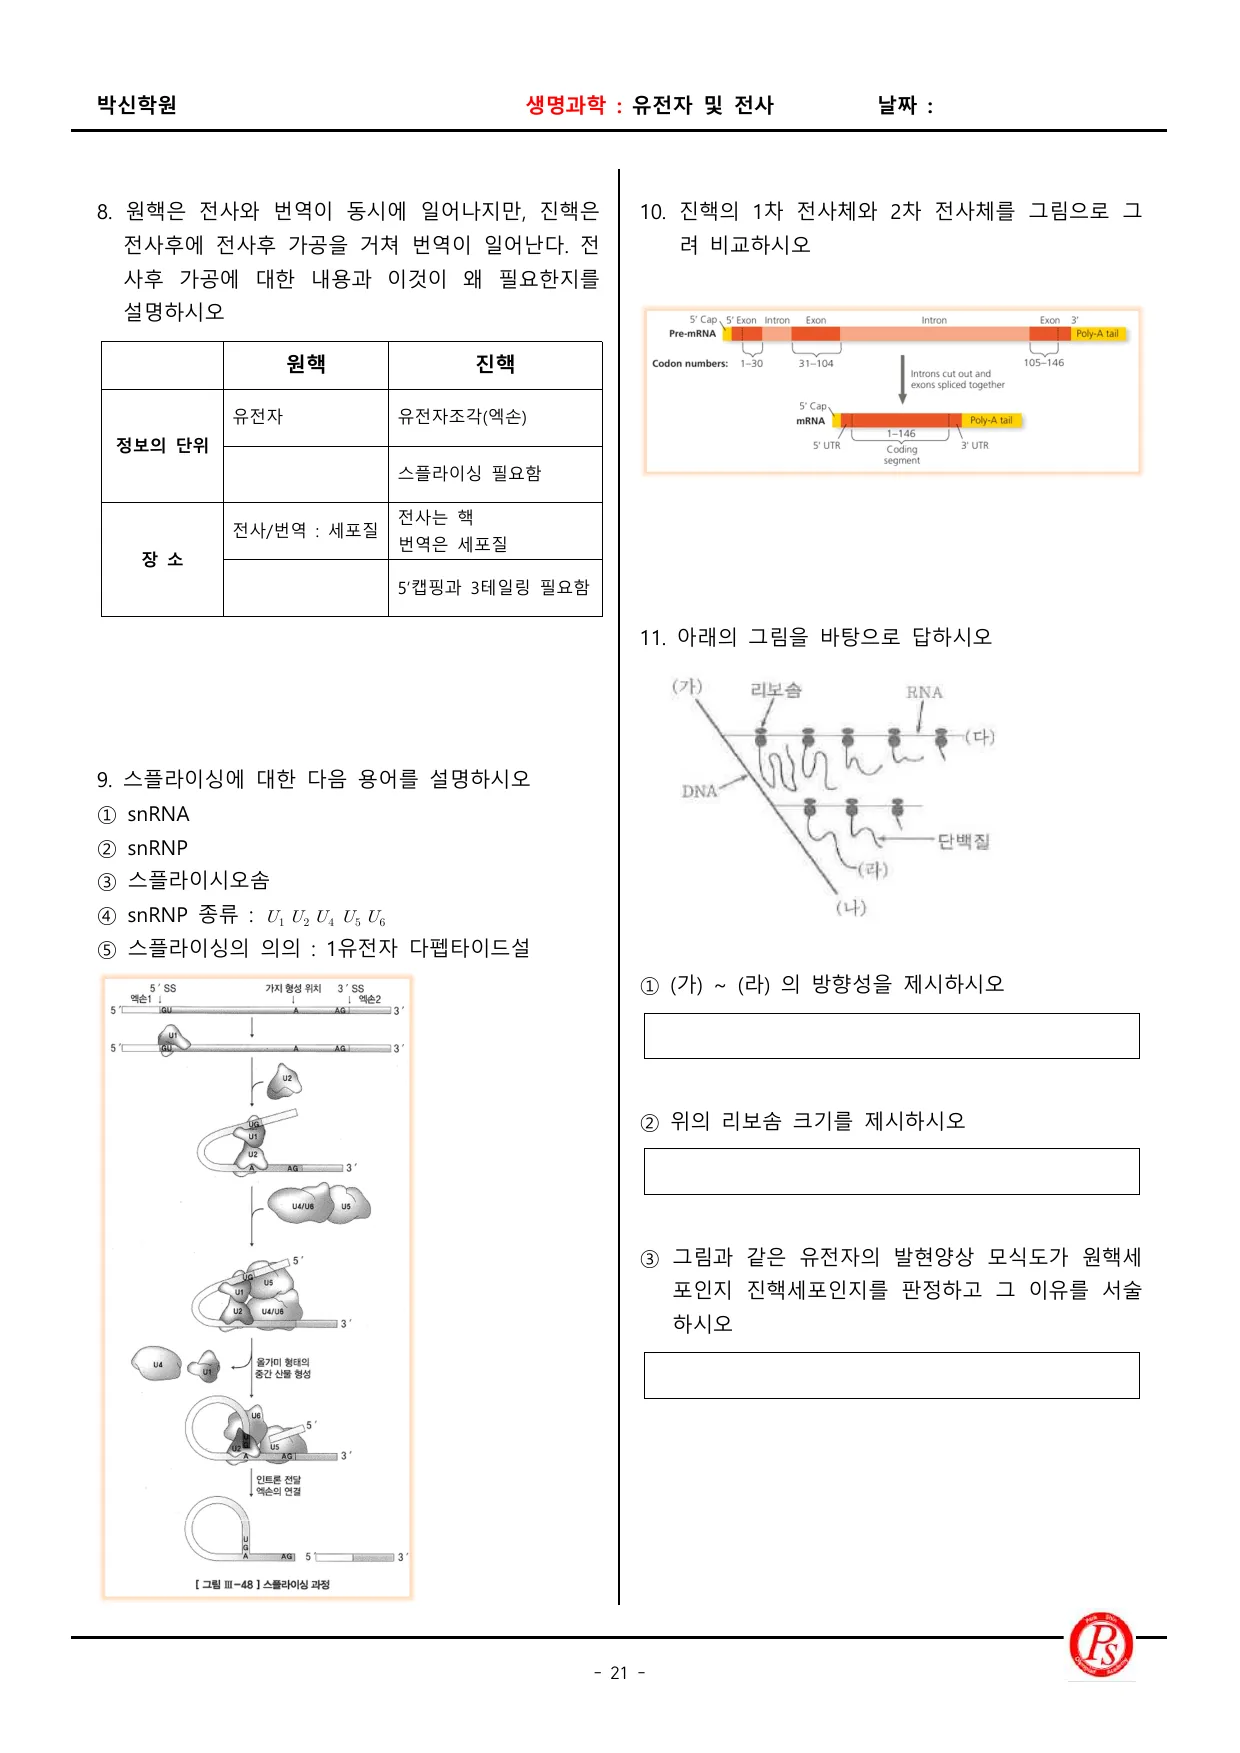 박신학원 생명과학 : 유전자 및 전사 날짜 :
8. 원핵은 전사와 번역이 동시에 일어나지만, 진핵은
전사후에 전사후 가공을 거쳐 번역이 일어난다. 전
사후 가공에 대한 내용과 이것이 왜 필요한지를
설명하시오
원핵 진핵
정보의 단위
유전자 유전자조각(엑손)
스플라이싱 필요함
장 소
전사/번역 : 세포질 전사는 핵
번역은 세포질
5'캡핑과 3테일링 필요함
9. 스플라이싱에 대한 다음 용어를 설명하시오
① snRNA
② snRNP
③ 스플라이시오솜
④ snRNP 종류 : U1 U2 U4 U5 U6
⑤ 스플라이싱의 의의 : 1유전자 다펩타이드설
5′ SS 가지 형성 위치 3′ SS
엑손1 ↓ ↓ ↓ 엑손2
5′ GU A AG 3′
U1
5′ GU A AG 3′
U2
UG
U1
U2
A AG 3′
U4/U6 U5
5′
UG U5
U1
U2 U4/U6
3′
U4 U1
올가미 형태의
중간 산물 형성
U6 5′
U2 U5
A AG 3′
인트론 전달
엑손의 연결
U
G
A AG 5′ 3′
[ 그림 Ⅲ-48 ] 스플라이싱 과정
10. 진핵의 1차 전사체와 2차 전사체를 그림으로 그
려 비교하시오
5' Cap 5' Exon Intron Exon Intron Exon 3'
Pre-mRNA Poly-A tail
Codon numbers: 1–30 31–104 105–146
Introns cut out and
exons spliced together
5' Cap
mRNA Poly-A tail
1–146
5' UTR Coding 3' UTR
segment
11. 아래의 그림을 바탕으로 답하시오
(가) 리보솜 RNA
(다)
DNA
단백질
(라)
(나)
① (가) ~ (라) 의 방향성을 제시하시오
② 위의 리보솜 크기를 제시하시오
③ 그림과 같은 유전자의 발현양상 모식도가 원핵세
포인지 진핵세포인지를 판정하고 그 이유를 서술
하시오
Park Shin
PS
Academy
- 21 -